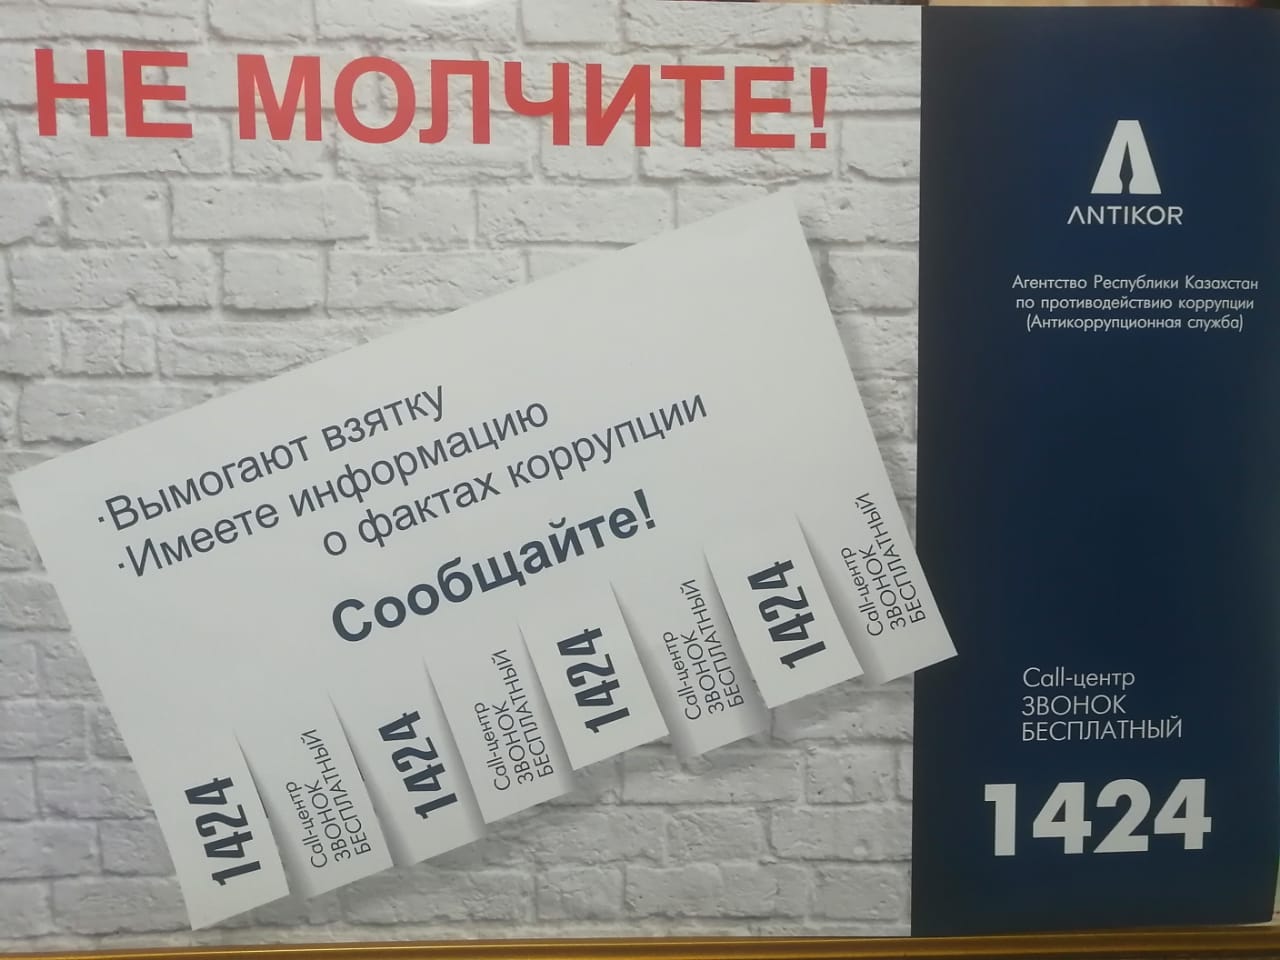 НЕ МОЛЧИТЕ!
·Вымогают взятку
·Имеете информацию
о фактах коррупции
Сообщайте!
1424
Call-центр
ЗВОНОК
БЕСПЛАТНЫЙ
1424
Call-центр
ЗВОНОК
БЕСПЛАТНЫЙ
1424
Call-центр
ЗВОНОК
БЕСПЛАТНЫЙ
1424
Call-центр
ЗВОНОК
БЕСПЛАТНЫЙ
ANTIKOR
Агентство Республики Казахстан
по противодействию коррупции
(Антикоррупционная служба)
Call-центр
ЗВОНОК
БЕСПЛАТНЫЙ
1424